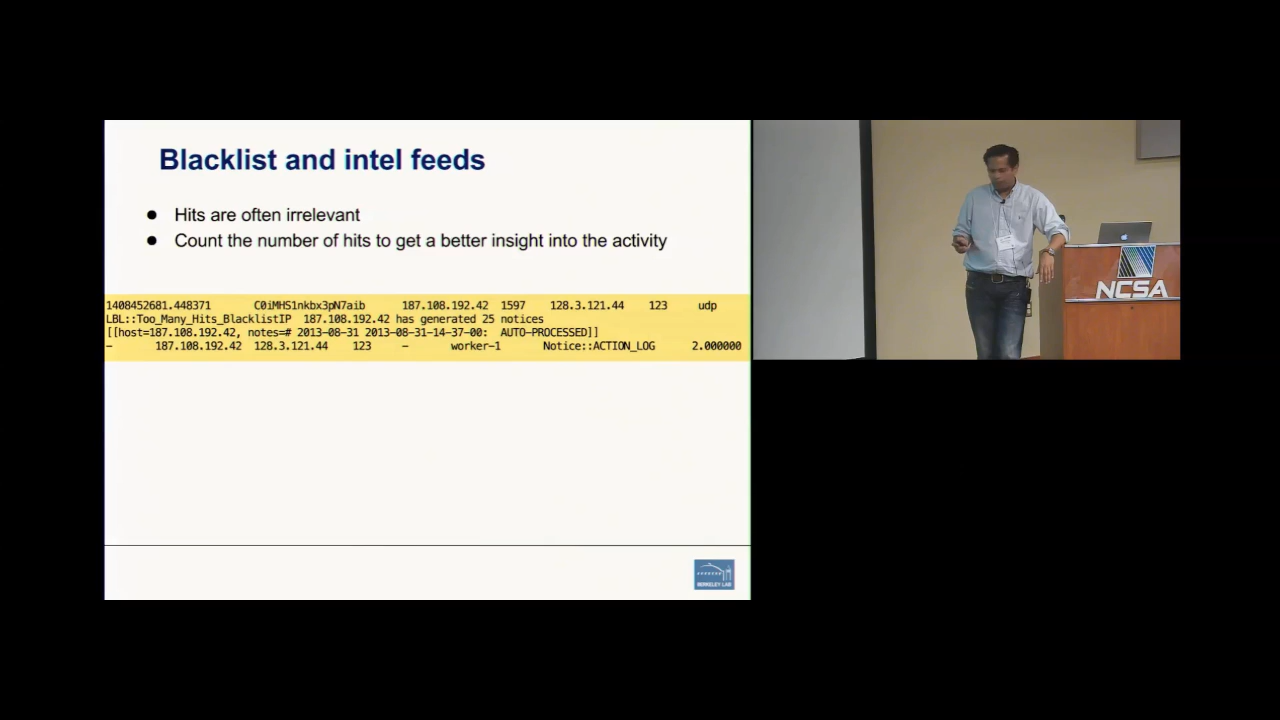 Blacklist and intel feeds
● Hits are often irrelevant
● Count the number of hits to get a better insight into the activity
1408452681.448371 C0iMHS1nkbx3pN7aib 187.108.192.42 1597 128.3.121.44 123 udp
LBL::Too_Many_Hits_BlacklistIP 187.108.192.42 has generated 25 notices
[[host=187.108.192.42, notes=# 2013-08-31 2013-08-31-14-37-00: AUTO-PROCESSED]]
– 187.108.192.42 128.3.121.44 123 – worker-1 Notice::ACTION_LOG 2.000000
BERKELEY LAB
NCSA